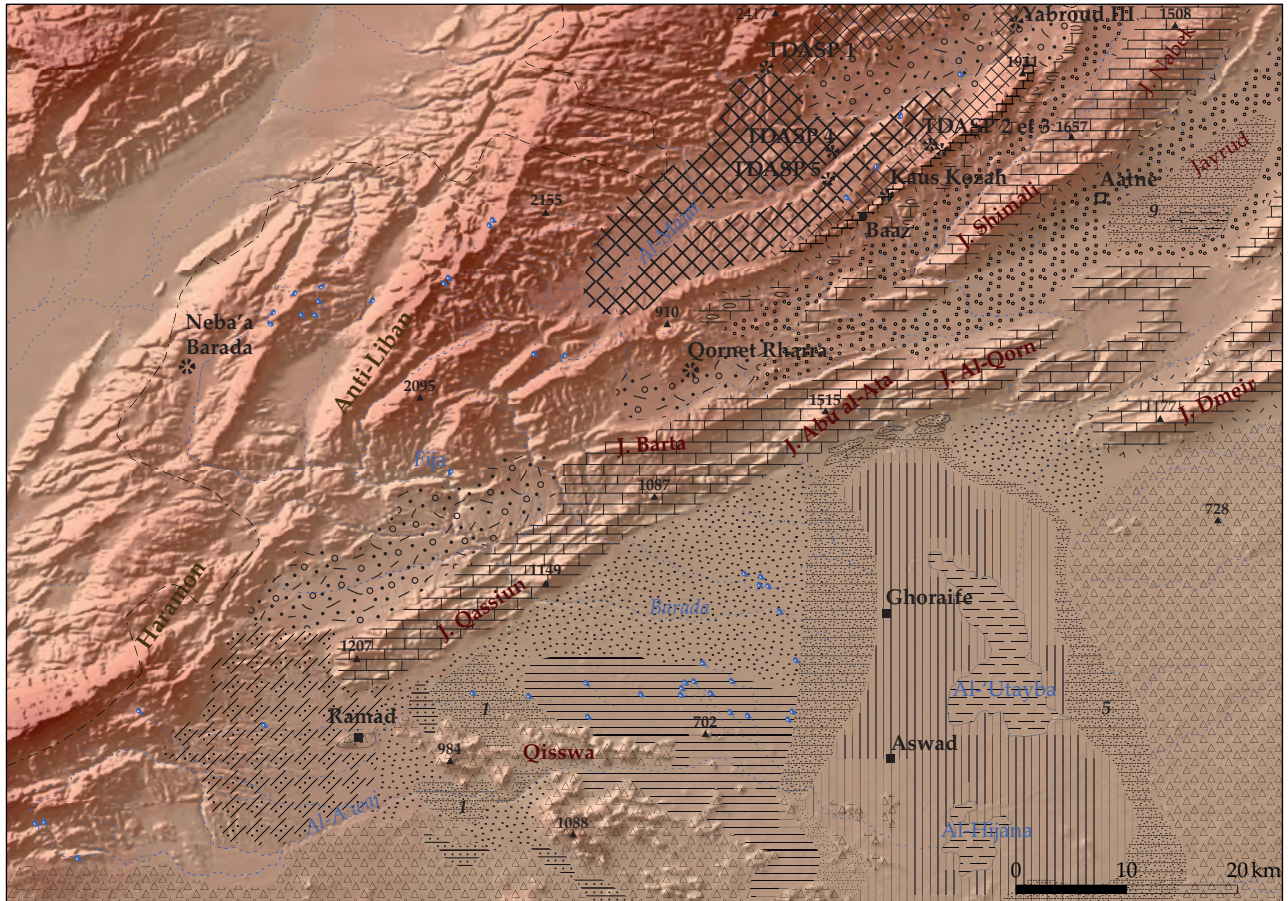 2417
Yabroud III
1508
TDASP 1
1911
J. Nabek
TDASP 4
TDASP 2 et 3
1657
Jayrud
TDASP 5
Kaus Kozah
Aatne
9
2155
Baaz
J. Shimali
910
Neba'a
Barada
Qornet Rharra
Anti-Liban
2095
J. Al-Qorn
1515
J. Abu al-Ata
J. Dmeir
J. Barta
Fija
1087
728
1149
Barada
Ghoraife
Haramon
J. Qassiun
1207
Al-'Utayba
Ramad
1
5
702
Qisswa
Aswad
984
1
1088
Al-Hijana
0 10 20 km